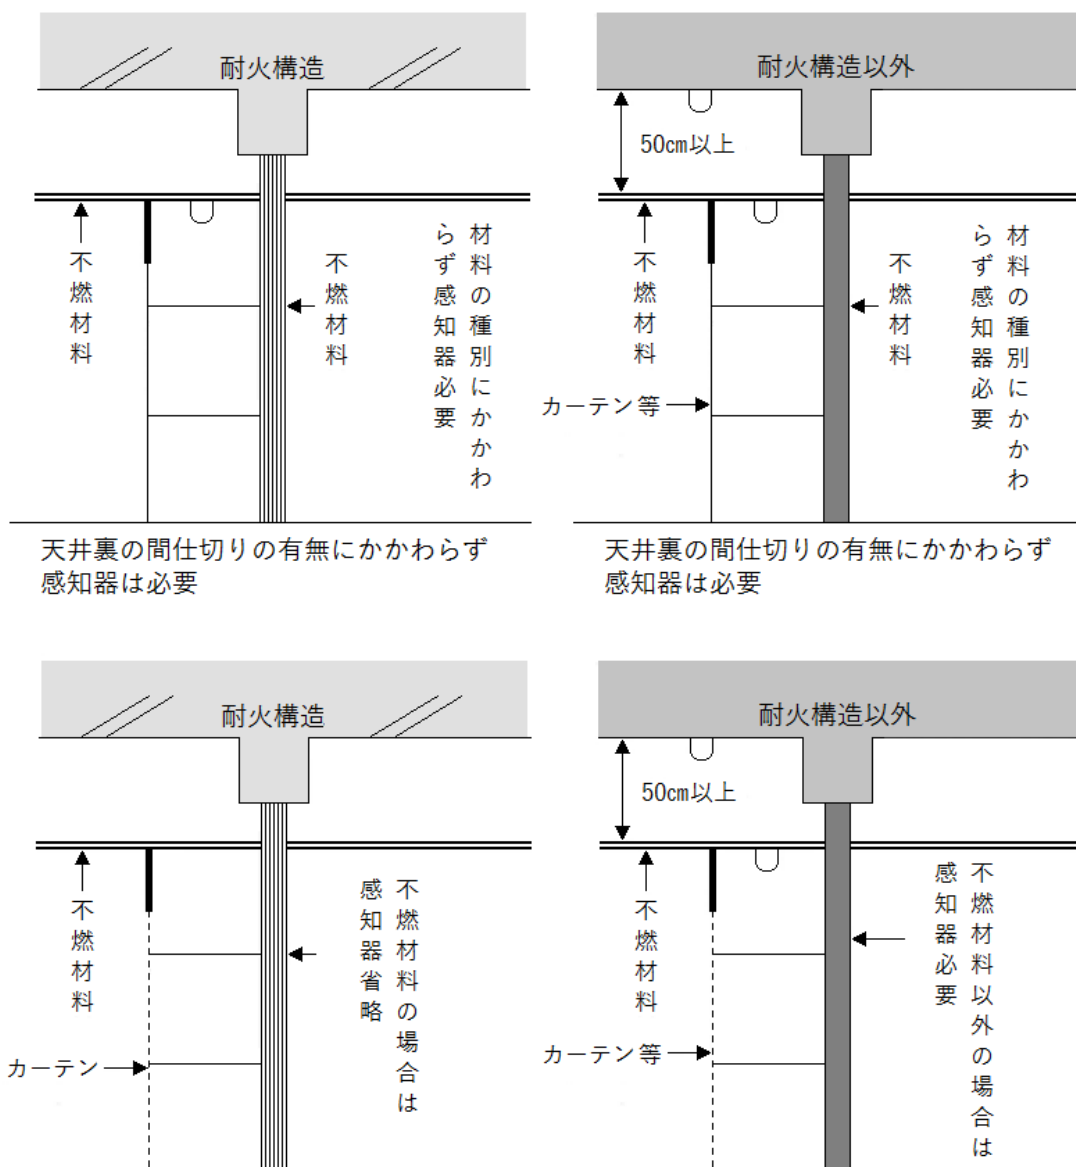 耐火構造
不燃材料
不燃材料
材料の種別にかかわ
らず感知器必要
天井裏の間仕切りの有無にかかわらず
感知器は必要
耐火構造以外
50㎝以上
不燃材料
不燃材料
材料の種別にかかわ
らず感知器必要
カーテン等
天井裏の間仕切りの有無にかかわらず
感知器は必要
耐火構造
不燃材料
不燃材料の場合は
感知器省略
カーテン
耐火構造以外
50㎝以上
不燃材料
不燃材料以外の場合は
感知器必要
カーテン等